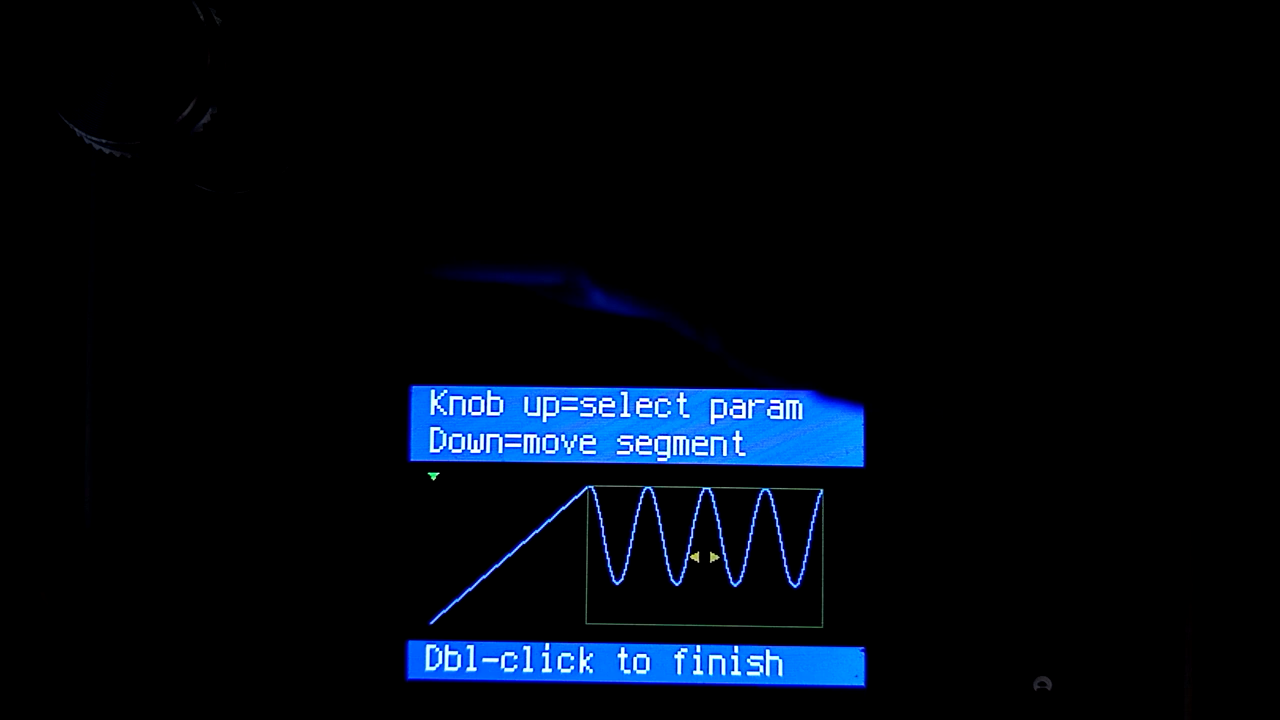 Knob up=select param
Down=move segment
Dbl-click to finish